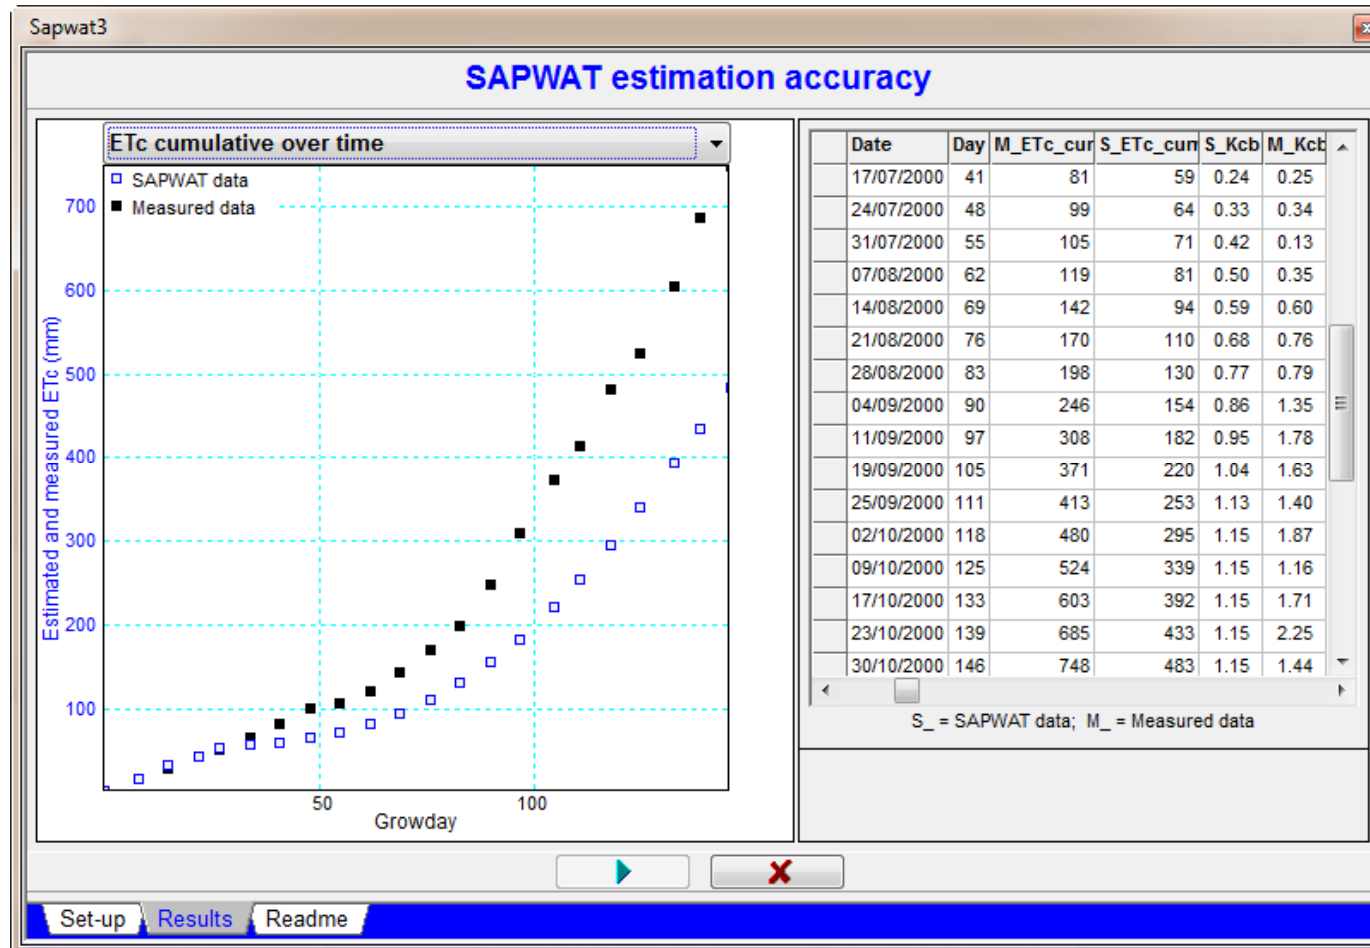 Sapwat3
SAPWAT estimation accuracy
ETc cumulative over time
SAPWAT data
Measured data
700
600
500
400
300
200
100
Estimated and measured ETc (mm)
50 100
Growday
Date Day M_ETc_cur S_ETc_cum S_Kcb M_Kcb
17/07/2000 41 81 59 0.24 0.25
24/07/2000 48 99 64 0.33 0.34
31/07/2000 55 105 71 0.42 0.13
07/08/2000 62 119 81 0.50 0.35
14/08/2000 69 142 94 0.59 0.60
21/08/2000 76 170 110 0.68 0.76
28/08/2000 83 198 130 0.77 0.79
04/09/2000 90 246 154 0.86 1.35
11/09/2000 97 308 182 0.95 1.78
19/09/2000 105 371 220 1.04 1.63
25/09/2000 111 413 253 1.13 1.40
02/10/2000 118 480 295 1.15 1.87
09/10/2000 125 524 339 1.15 1.16
17/10/2000 133 603 392 1.15 1.71
23/10/2000 139 685 433 1.15 2.25
30/10/2000 146 748 483 1.15 1.44
S_ = SAPWAT data; M_ = Measured data
Set-up Results Readme